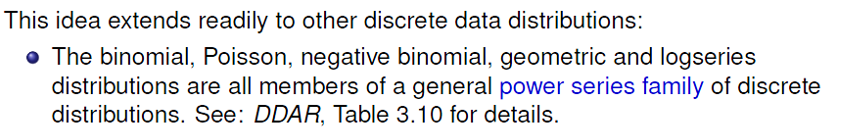 This idea extends readily to other discrete data distributions:
The binomial, Poisson, negative binomial, geometric and logseries
distributions are all members of a general power series family of discrete
distributions. See: DDAR, Table 3.10 for details.